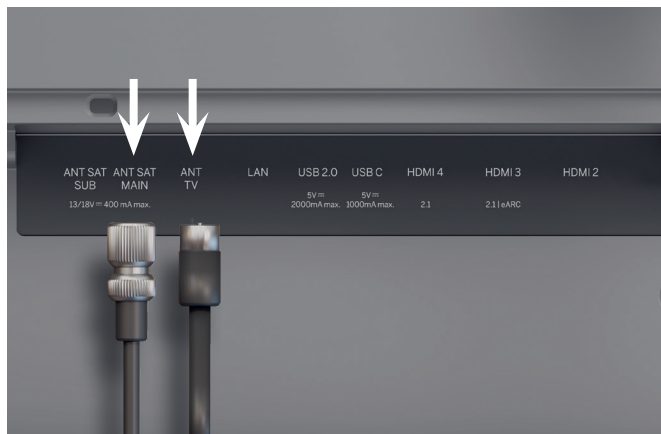 ANT SAT SUB
ANT SAT MAIN
13/18V ⎓ 400 mA max.
ANT TV
LAN
USB 2.0
5V ⎓
2000mA max.
USB C
5V ⎓
1000mA max.
HDMI 4
2.1
HDMI 3
2.1 | eARC
HDMI 2